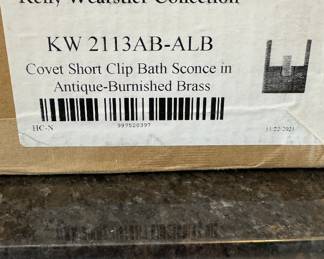 Kelly Wearstler Collection
KW 2113AB-ALB
Covet Short Clip Bath Sconce in
Antique-Burnished Brass
HC-N
997520397
11/22/2021